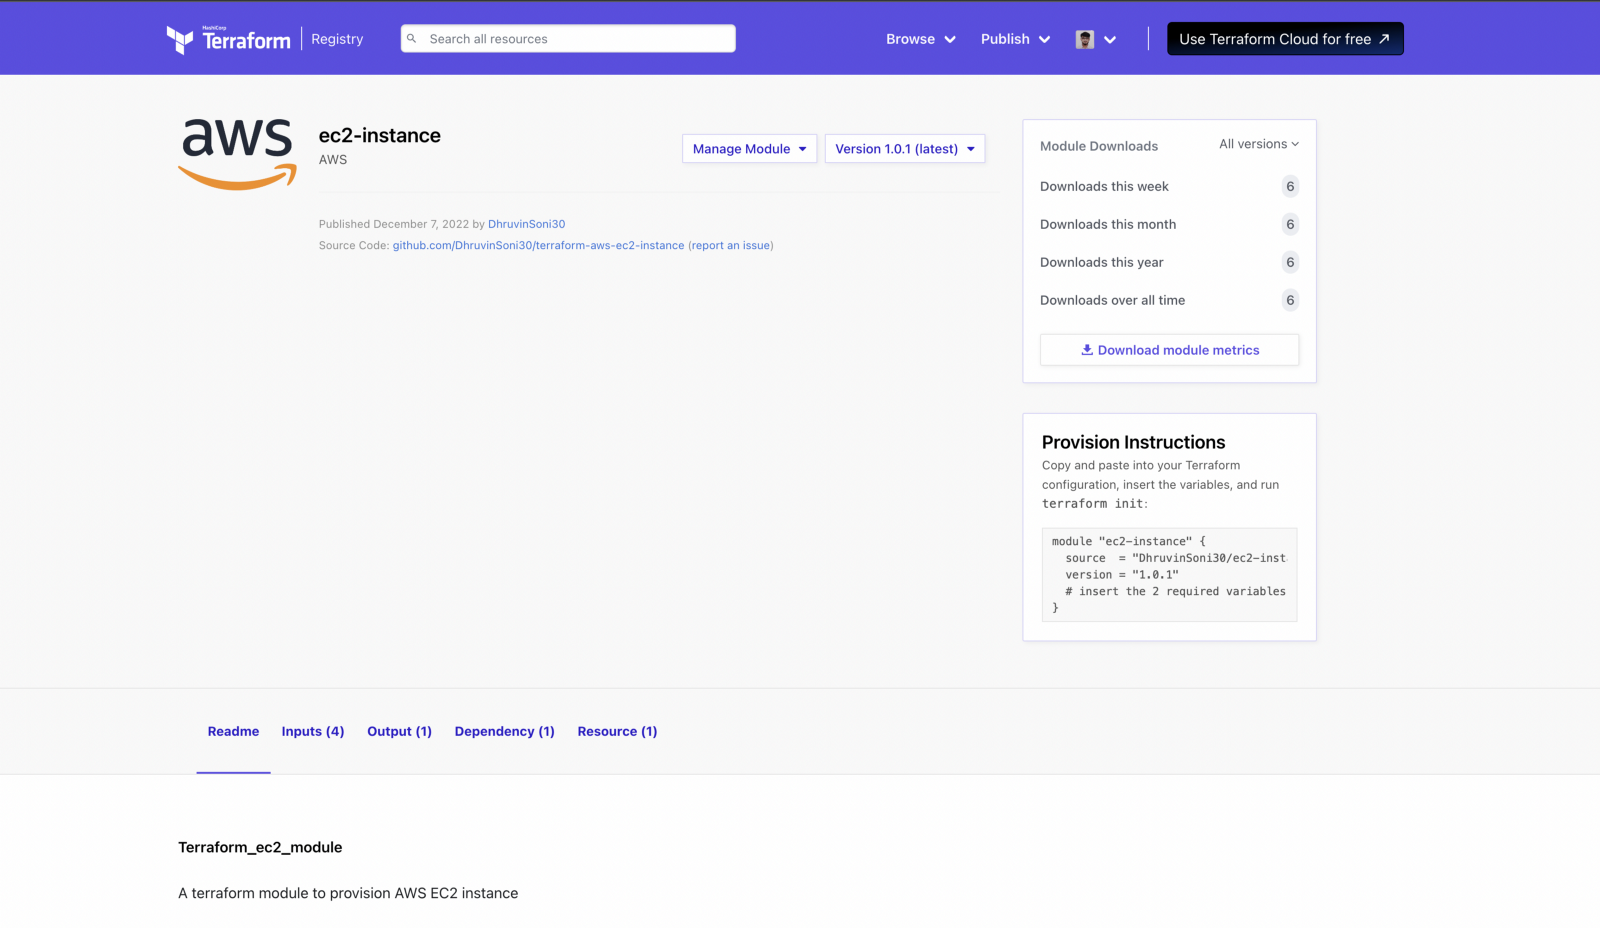 HashiCorp
Terraform
Registry
Search all resources
Browse
Publish
Use Terraform Cloud for free
aws
ec2-instance
AWS
Manage Module
Version 1.0.1 (latest)
Published December 7, 2022 by DhruvinSoni30
Source Code: github.com/DhruvinSoni30/terraform-aws-ec2-instance (report an issue)
Module Downloads
All versions
Downloads this week 6
Downloads this month 6
Downloads this year 6
Downloads over all time 6
Download module metrics
Provision Instructions
Copy and paste into your Terraform
configuration, insert the variables, and run
terraform init:
module "ec2-instance" {
  source  = "DhruvinSoni30/ec2-inst
  version = "1.0.1"
  # insert the 2 required variables
}
Readme
Inputs (4)
Output (1)
Dependency (1)
Resource (1)
Terraform_ec2_module
A terraform module to provision AWS EC2 instance